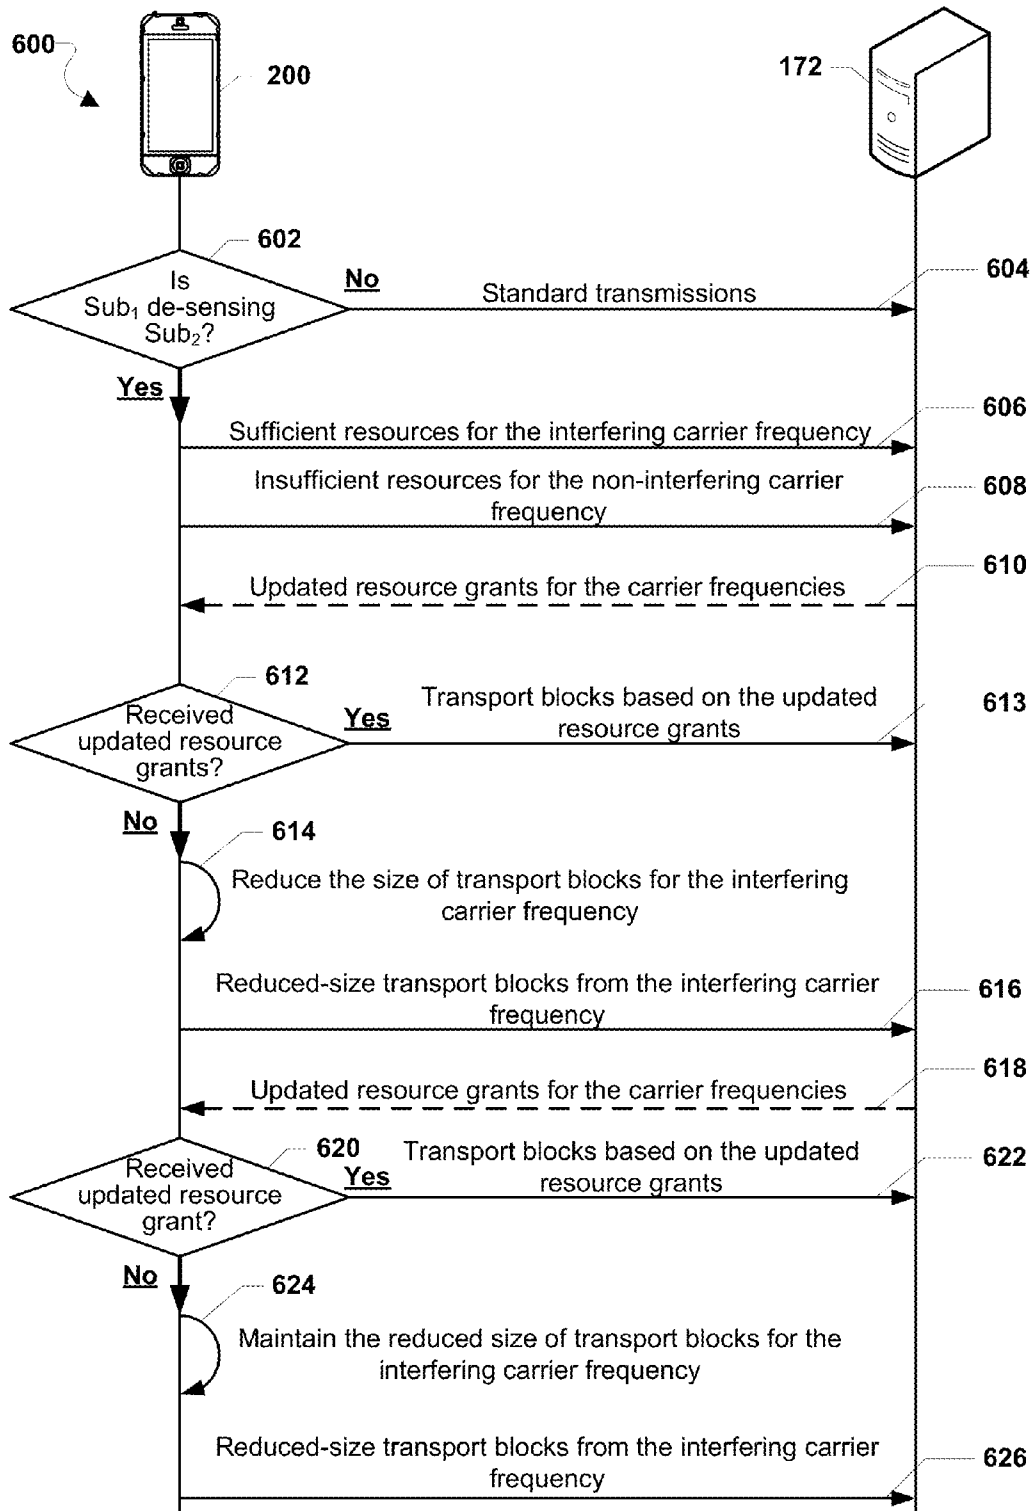 600
200
172
602
Is
Sub₁ de-sensing
Sub₂?
No
Standard transmissions
604
Yes
606
Sufficient resources for the interfering carrier frequency
Insufficient resources for the non-interfering carrier
frequency
608
610
Updated resource grants for the carrier frequencies
612
Received
updated resource
grants?
Yes
Transport blocks based on the updated
resource grants
613
No
614
Reduce the size of transport blocks for the interfering
carrier frequency
Reduced-size transport blocks from the interfering carrier
frequency
616
618
Updated resource grants for the carrier frequencies
620
Received
updated resource
grant?
Yes
Transport blocks based on the updated
resource grants
622
No
624
Maintain the reduced size of transport blocks for the
interfering carrier frequency
Reduced-size transport blocks from the interfering carrier
frequency
626